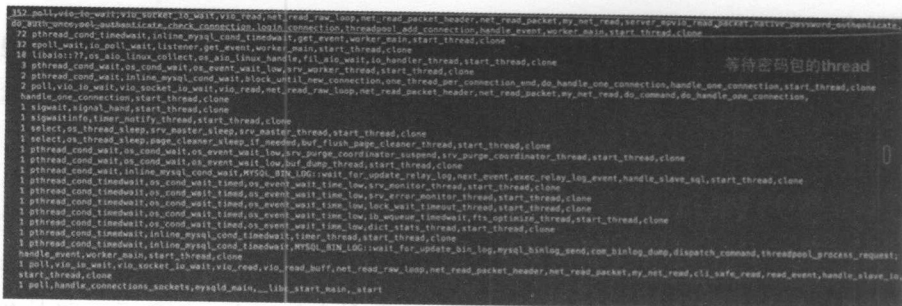 352 poll,vio_io_wait,vio_socket_io_wait,vio_read,net_read_raw_loop,net_read_packet_header,net_read_packet,my_net_read,server_mpvio_read_packet,native_password_authenticate,
do_auth_once,acl_authenticate,check_connection,login_connection,threadpool_add_connection,handle_event,worker_main,start_thread,clone
72 pthread_cond_timedwait,inline_mysql_cond_timedwait,get_event,worker_main,start_thread,clone
32 epoll_wait,io_poll_wait,listener,get_event,worker_main,start_thread,clone
18 libaio::??,os_aio_linux_collect,os_aio_linux_handle,fil_aio_wait,io_handler_thread,start_thread,clone
3 pthread_cond_wait,os_cond_wait,os_event_wait_low,srv_worker_thread,start_thread,clone
等待密码包的thread
2 pthread_cond_wait,inline_mysql_cond_wait,block_until_new_connection,one_thread_per_connection_end,do_handle_one_connection,handle_one_connection,start_thread,clone
2 poll,vio_io_wait,vio_socket_io_wait,vio_read,net_read_raw_loop,net_read_packet_header,net_read_packet,my_net_read,do_command,do_handle_one_connection,
handle_one_connection,start_thread,clone
1 sigwait,signal_hand,start_thread,clone
1 sigwaitinfo,timer_notify_thread,start_thread,clone
1 select,os_thread_sleep,srv_master_sleep,srv_master_thread,start_thread,clone
1 select,os_thread_sleep,page_cleaner_sleep_if_needed,buf_flush_page_cleaner_thread,start_thread,clone
1 pthread_cond_wait,os_cond_wait,os_event_wait_low,srv_purge_coordinator_suspend,srv_purge_coordinator_thread,start_thread,clone
1 pthread_cond_wait,os_cond_wait,os_event_wait_low,buf_dump_thread,start_thread,clone
1 pthread_cond_wait,inline_mysql_cond_wait,MYSQL_BIN_LOG::wait_for_update_relay_log,next_event,exec_relay_log_event,handle_slave_sql,start_thread,clone
1 pthread_cond_timedwait,os_cond_wait_timed,os_event_wait_time_low,srv_monitor_thread,start_thread,clone
1 pthread_cond_timedwait,os_cond_wait_timed,os_event_wait_time_low,srv_error_monitor_thread,start_thread,clone
1 pthread_cond_timedwait,os_cond_wait_timed,os_event_wait_time_low,lock_wait_timeout_thread,start_thread,clone
1 pthread_cond_timedwait,os_cond_wait_timed,os_event_wait_time_low,ib_wqueue_timedwait,fts_optimize_thread,start_thread,clone
1 pthread_cond_timedwait,os_cond_wait_timed,os_event_wait_time_low,dict_stats_thread,start_thread,clone
1 pthread_cond_timedwait,inline_mysql_cond_timedwait,timer_thread,start_thread,clone
1 pthread_cond_timedwait,inline_mysql_cond_timedwait,MYSQL_BIN_LOG::wait_for_update_bin_log,mysql_binlog_send,com_binlog_dump,dispatch_command,threadpool_process_request;
handle_event,worker_main,start_thread,clone
1 poll,vio_io_wait,vio_socket_io_wait,vio_read,vio_read_buff,net_read_raw_loop,net_read_packet_header,net_read_packet,my_net_read,cli_safe_read,read_event,handle_slave_io,
start_thread,clone
1 poll,handle_connections_sockets,mysqld_main,__libc_start_main,_start